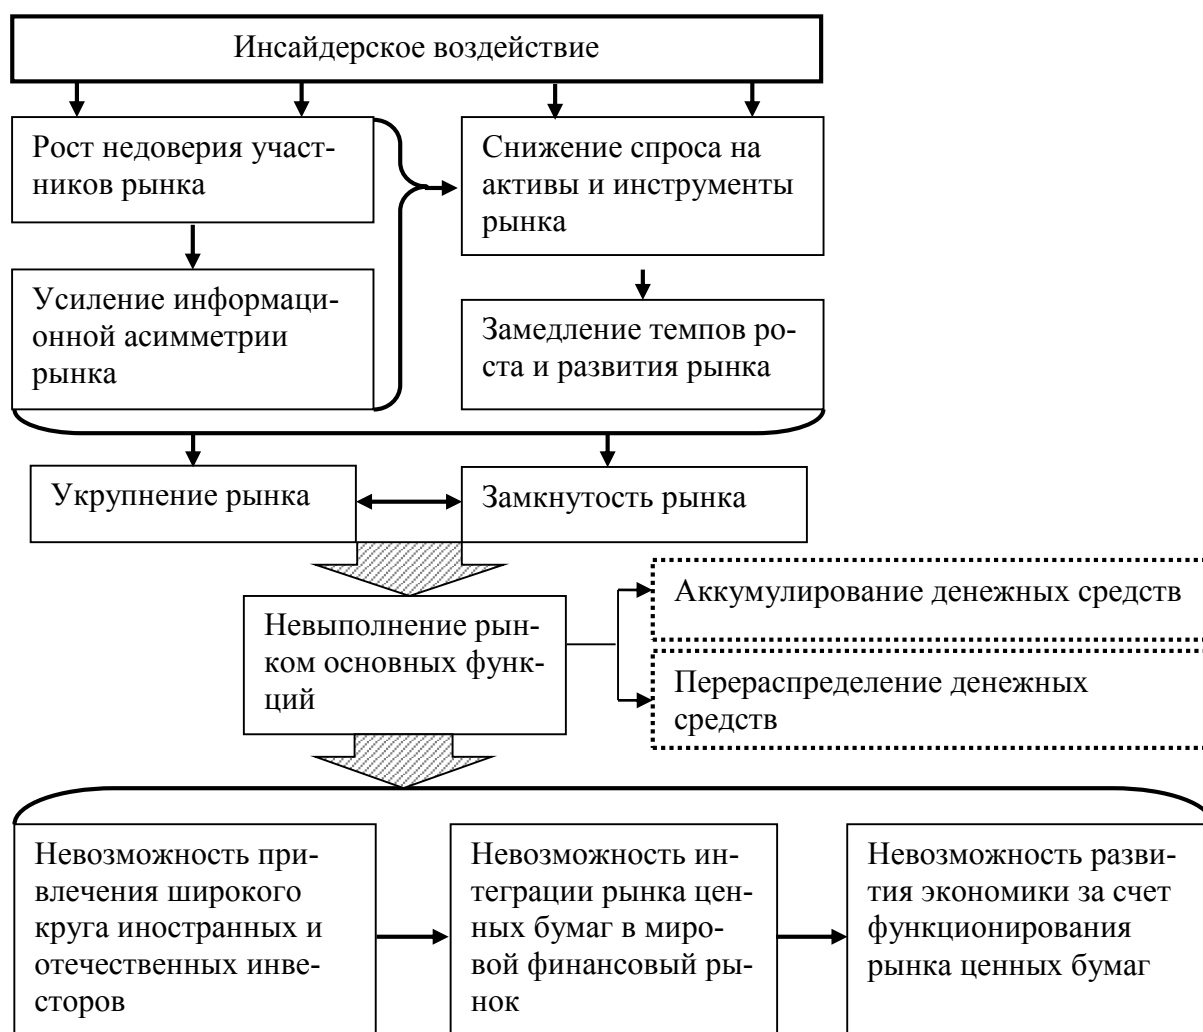 Инсайдерское воздействие
Рост недоверия участ-
ников рынка
Снижение спроса на
активы и инструменты
рынка
Усиление информаци-
онной асимметрии
рынка
Замедление темпов ро-
ста и развития рынка
Укрупнение рынка
Замкнутость рынка
Аккумулирование денежных средств
Невыполнение рын-
ком основных функ-
ций
Перераспределение денежных
средств
Невозможность при-
влечения широкого
круга иностранных и
отечественных инве-
сторов
Невозможность ин-
теграции рынка цен-
ных бумаг в миро-
вой финансовый ры-
нок
Невозможность разви-
тия экономики за счет
функционирования
рынка ценных бумаг